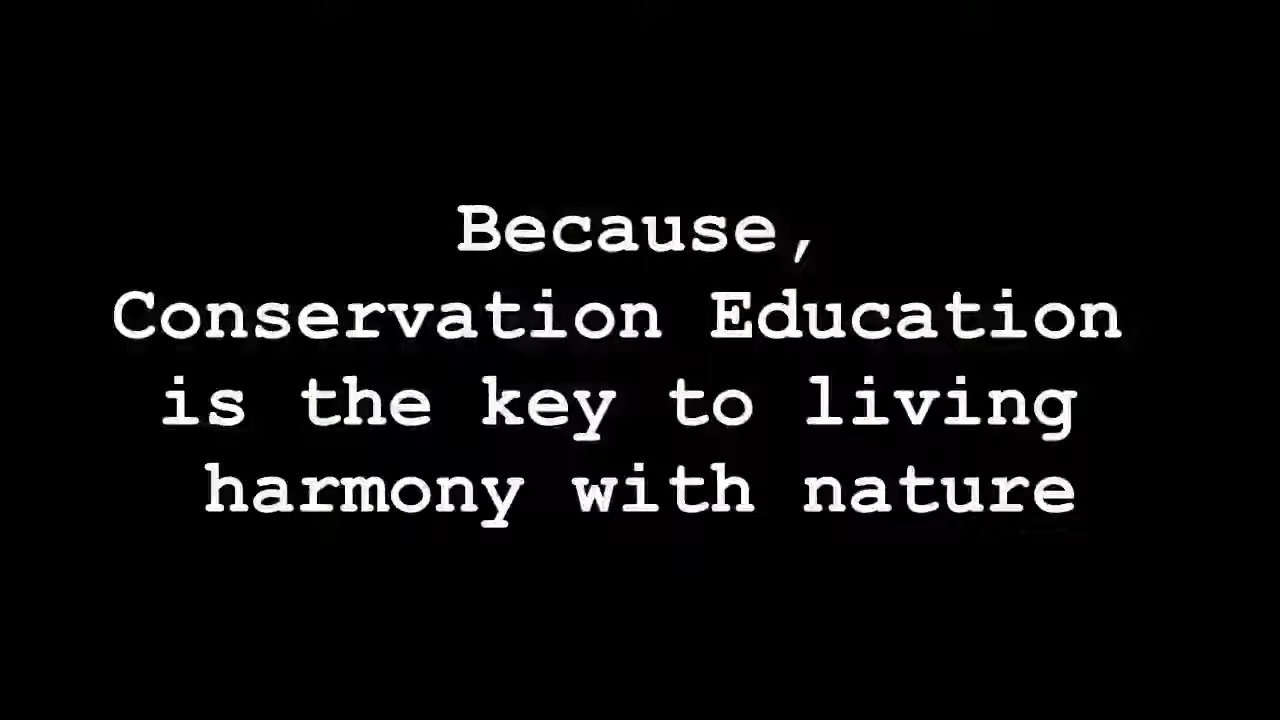 Because,
Conservation Education
is the key to living
harmony with nature